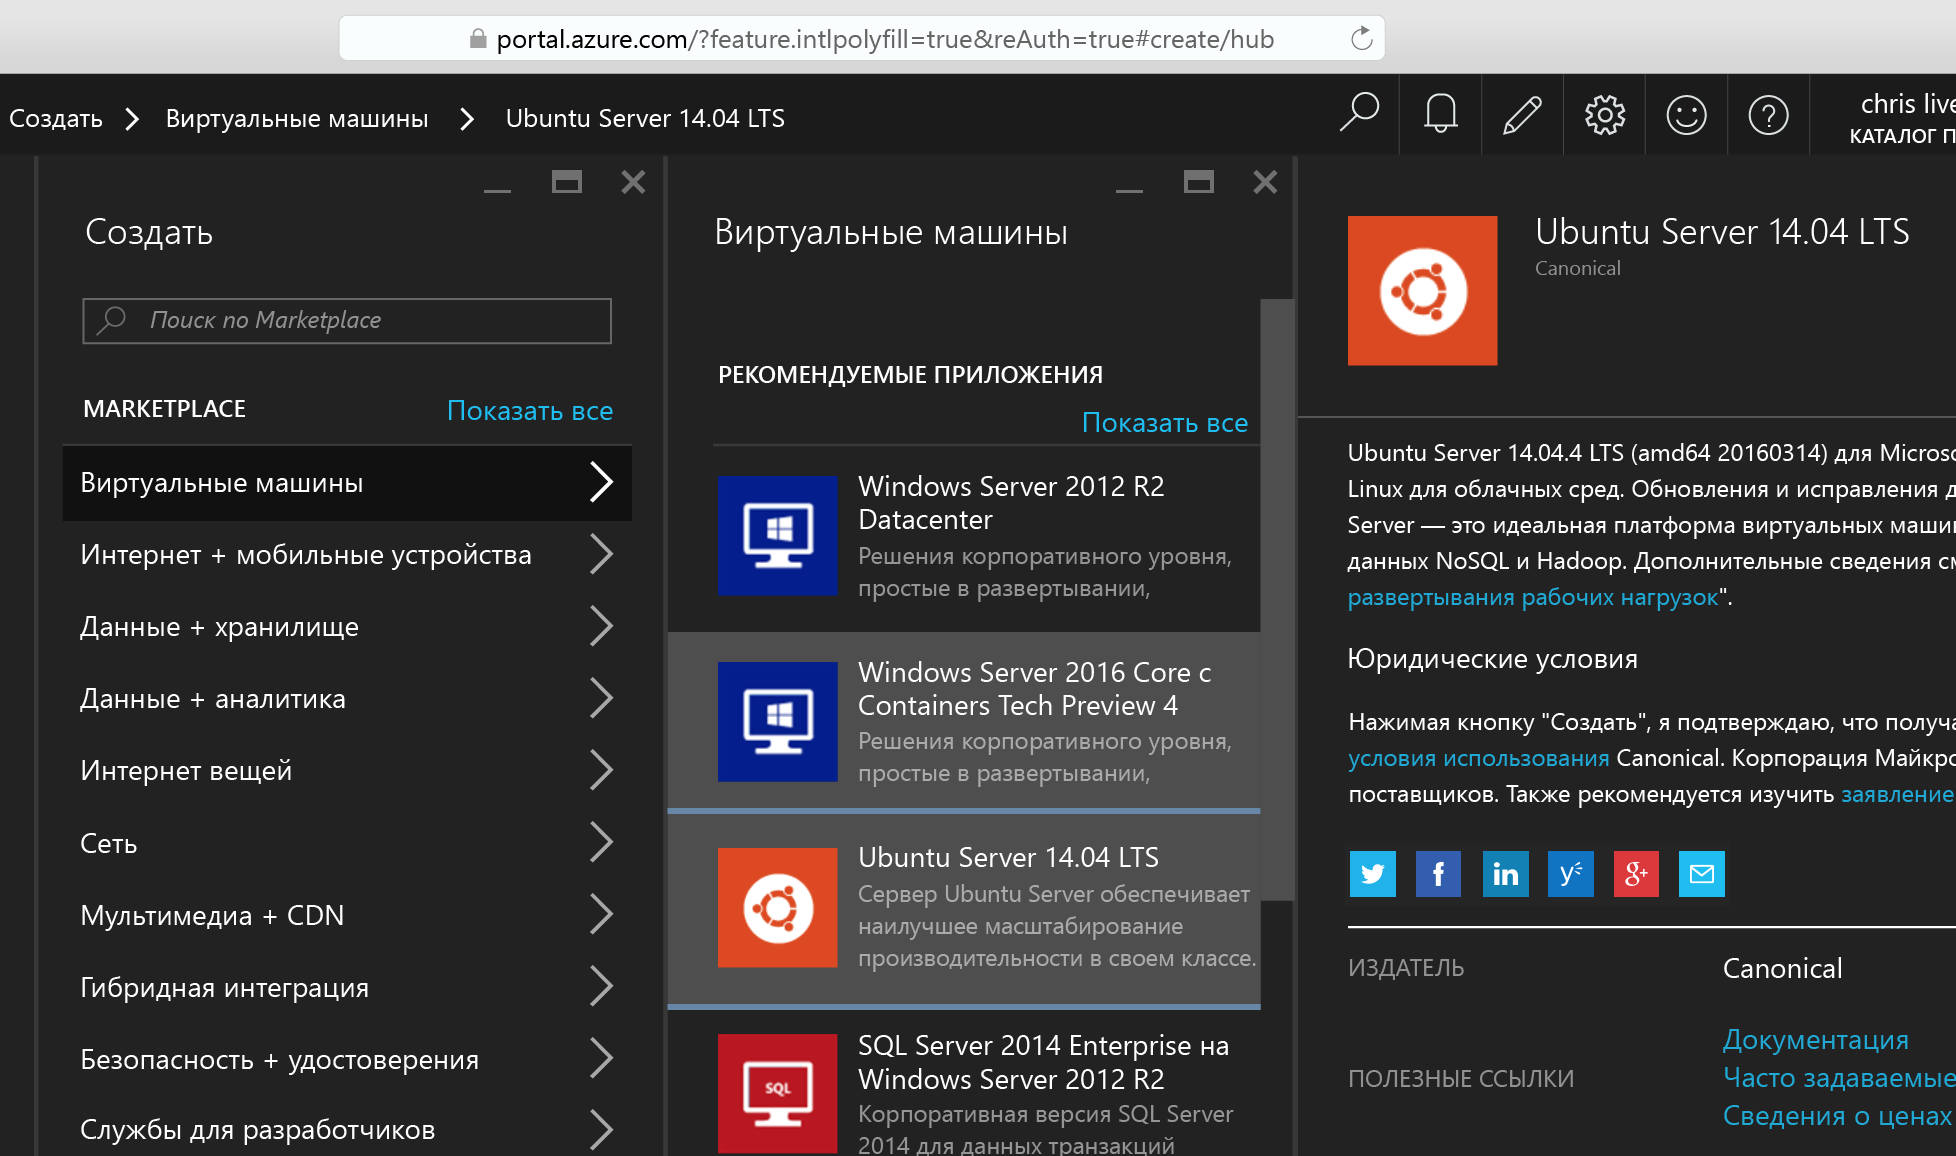 portal.azure.com/?feature.intlpolyfill=true&reAuth=true#create/hub
Создать
Виртуальные машины
Ubuntu Server 14.04 LTS
chris live
КАТАЛОГ П
Создать
Поиск по Marketplace
MARKETPLACE
Показать все
Виртуальные машины
Интернет + мобильные устройства
Данные + хранилище
Данные + аналитика
Интернет вещей
Сеть
Мультимедиа + CDN
Гибридная интеграция
Безопасность + удостоверения
Службы для разработчиков
Виртуальные машины
РЕКОМЕНДУЕМЫЕ ПРИЛОЖЕНИЯ
Показать все
Windows Server 2012 R2
Datacenter
Решения корпоративного уровня,
простые в развертывании,
Windows Server 2016 Core с
Containers Tech Preview 4
Решения корпоративного уровня,
простые в развертывании,
Ubuntu Server 14.04 LTS
Сервер Ubuntu Server обеспечивает
наилучшее масштабирование
производительности в своем классе.
SQL
SQL Server 2014 Enterprise на
Windows Server 2012 R2
Корпоративная версия SQL Server
2014 для данных транзакций
Ubuntu Server 14.04 LTS
Canonical
Ubuntu Server 14.04.4 LTS (amd64 20160314) для Microso
Linux для облачных сред. Обновления и исправления д
Server — это идеальная платформа виртуальных маши
данных NoSQL и Hadoop. Дополнительные сведения см
развертывания рабочих нагрузок".
Юридические условия
Нажимая кнопку "Создать", я подтверждаю, что получа
условия использования Canonical. Корпорация Майкро
поставщиков. Также рекомендуется изучить заявление
ИЗДАТЕЛЬ
Canonical
ПОЛЕЗНЫЕ ССЫЛКИ
Документация
Часто задаваемые
Сведения о ценах